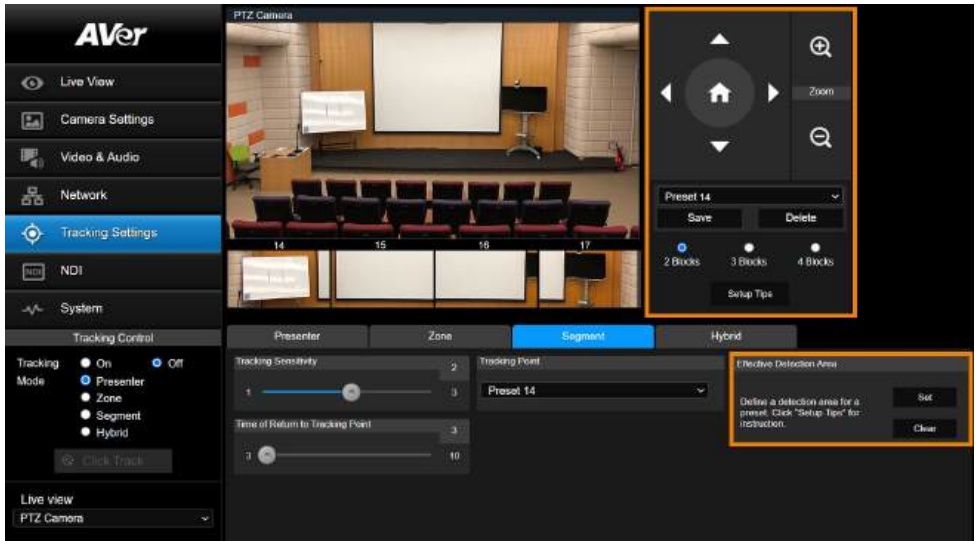 AVer
Live View
Camera Settings
Video & Audio
Network
Tracking Settings
NDI
NDI
System
Tracking Control
Tracking Mode
On
Off
Presenter
Zone
Segment
Hybrid
Click Track
Live view
PTZ Camera
PTZ Camera
14 15 16 17
Zoom
Preset 14
Save Delete
2 Blocks 3 Blocks 4 Blocks
Setup Tips
Presenter Zone Segment Hybrid
Tracking Sensitivity
2
1 3
Time of Return to Tracking Point
3
3 10
Tracking Point
Preset 14
Effective Detection Area
Define a detection area for a
preset. Click "Setup Tips" for
instruction.
Set
Clear